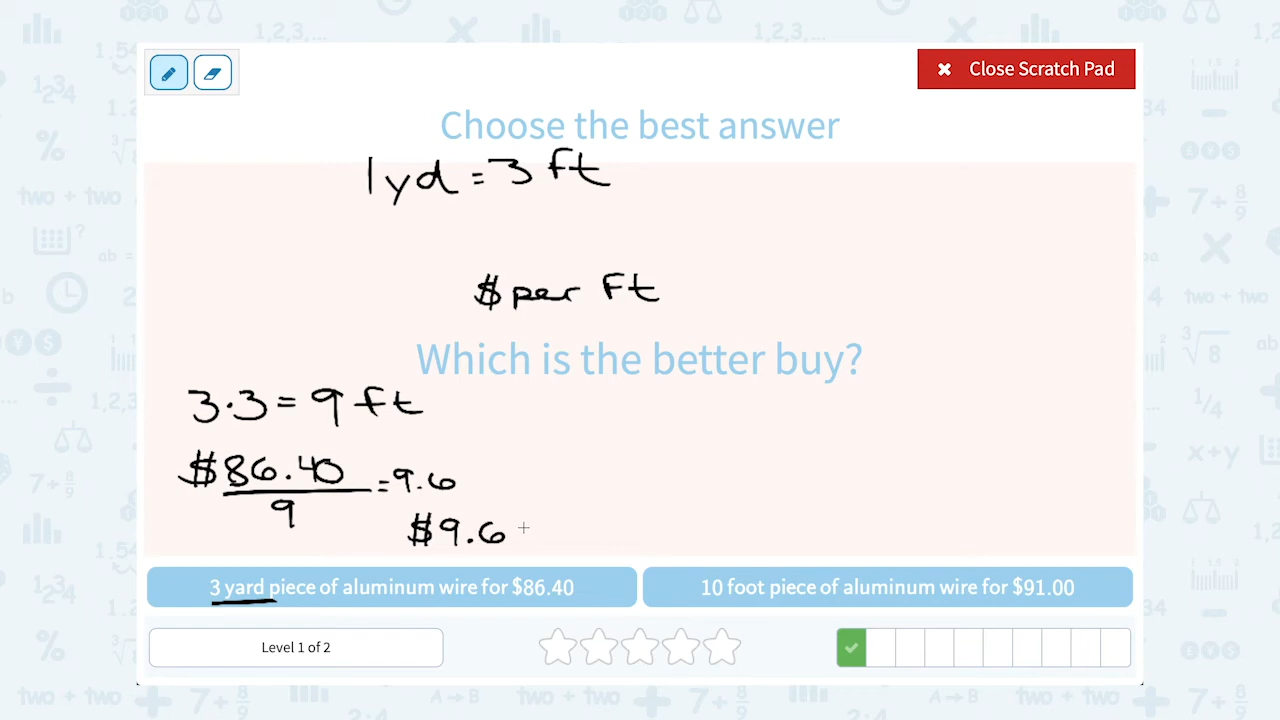 Close Scratch Pad
Choose the best answer
1yd = 3 ft
$ per ft
Which is the better buy?
3·3 = 9 ft
$86.40 / 9 = 9.6
$9.6
3 yard piece of aluminum wire for $86.40
10 foot piece of aluminum wire for $91.00
Level 1 of 2